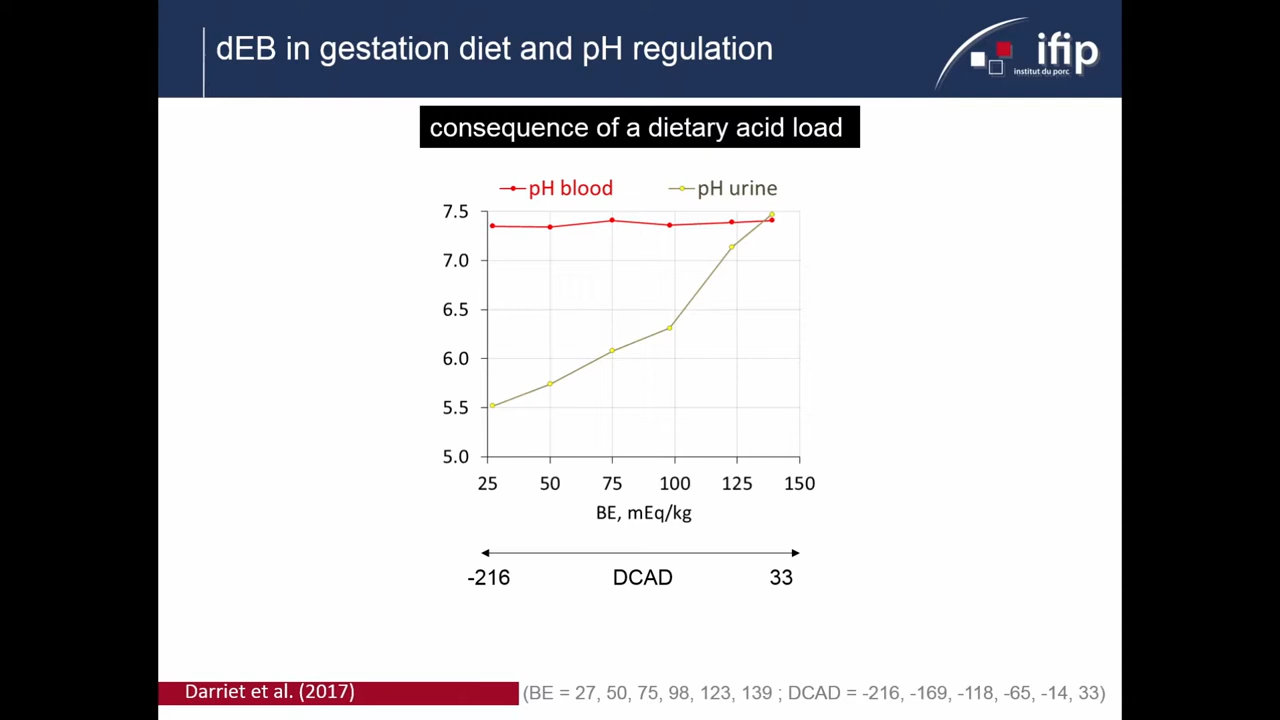 dEB in gestation diet and pH regulation
ifip
institut du porc
consequence of a dietary acid load
pH blood
pH urine
7.5
7.0
6.5
6.0
5.5
5.0
25 50 75 100 125 150
BE, mEq/kg
-216 DCAD 33
Darriet et al. (2017)
(BE = 27, 50, 75, 98, 123, 139 ; DCAD = -216, -169, -118, -65, -14, 33)